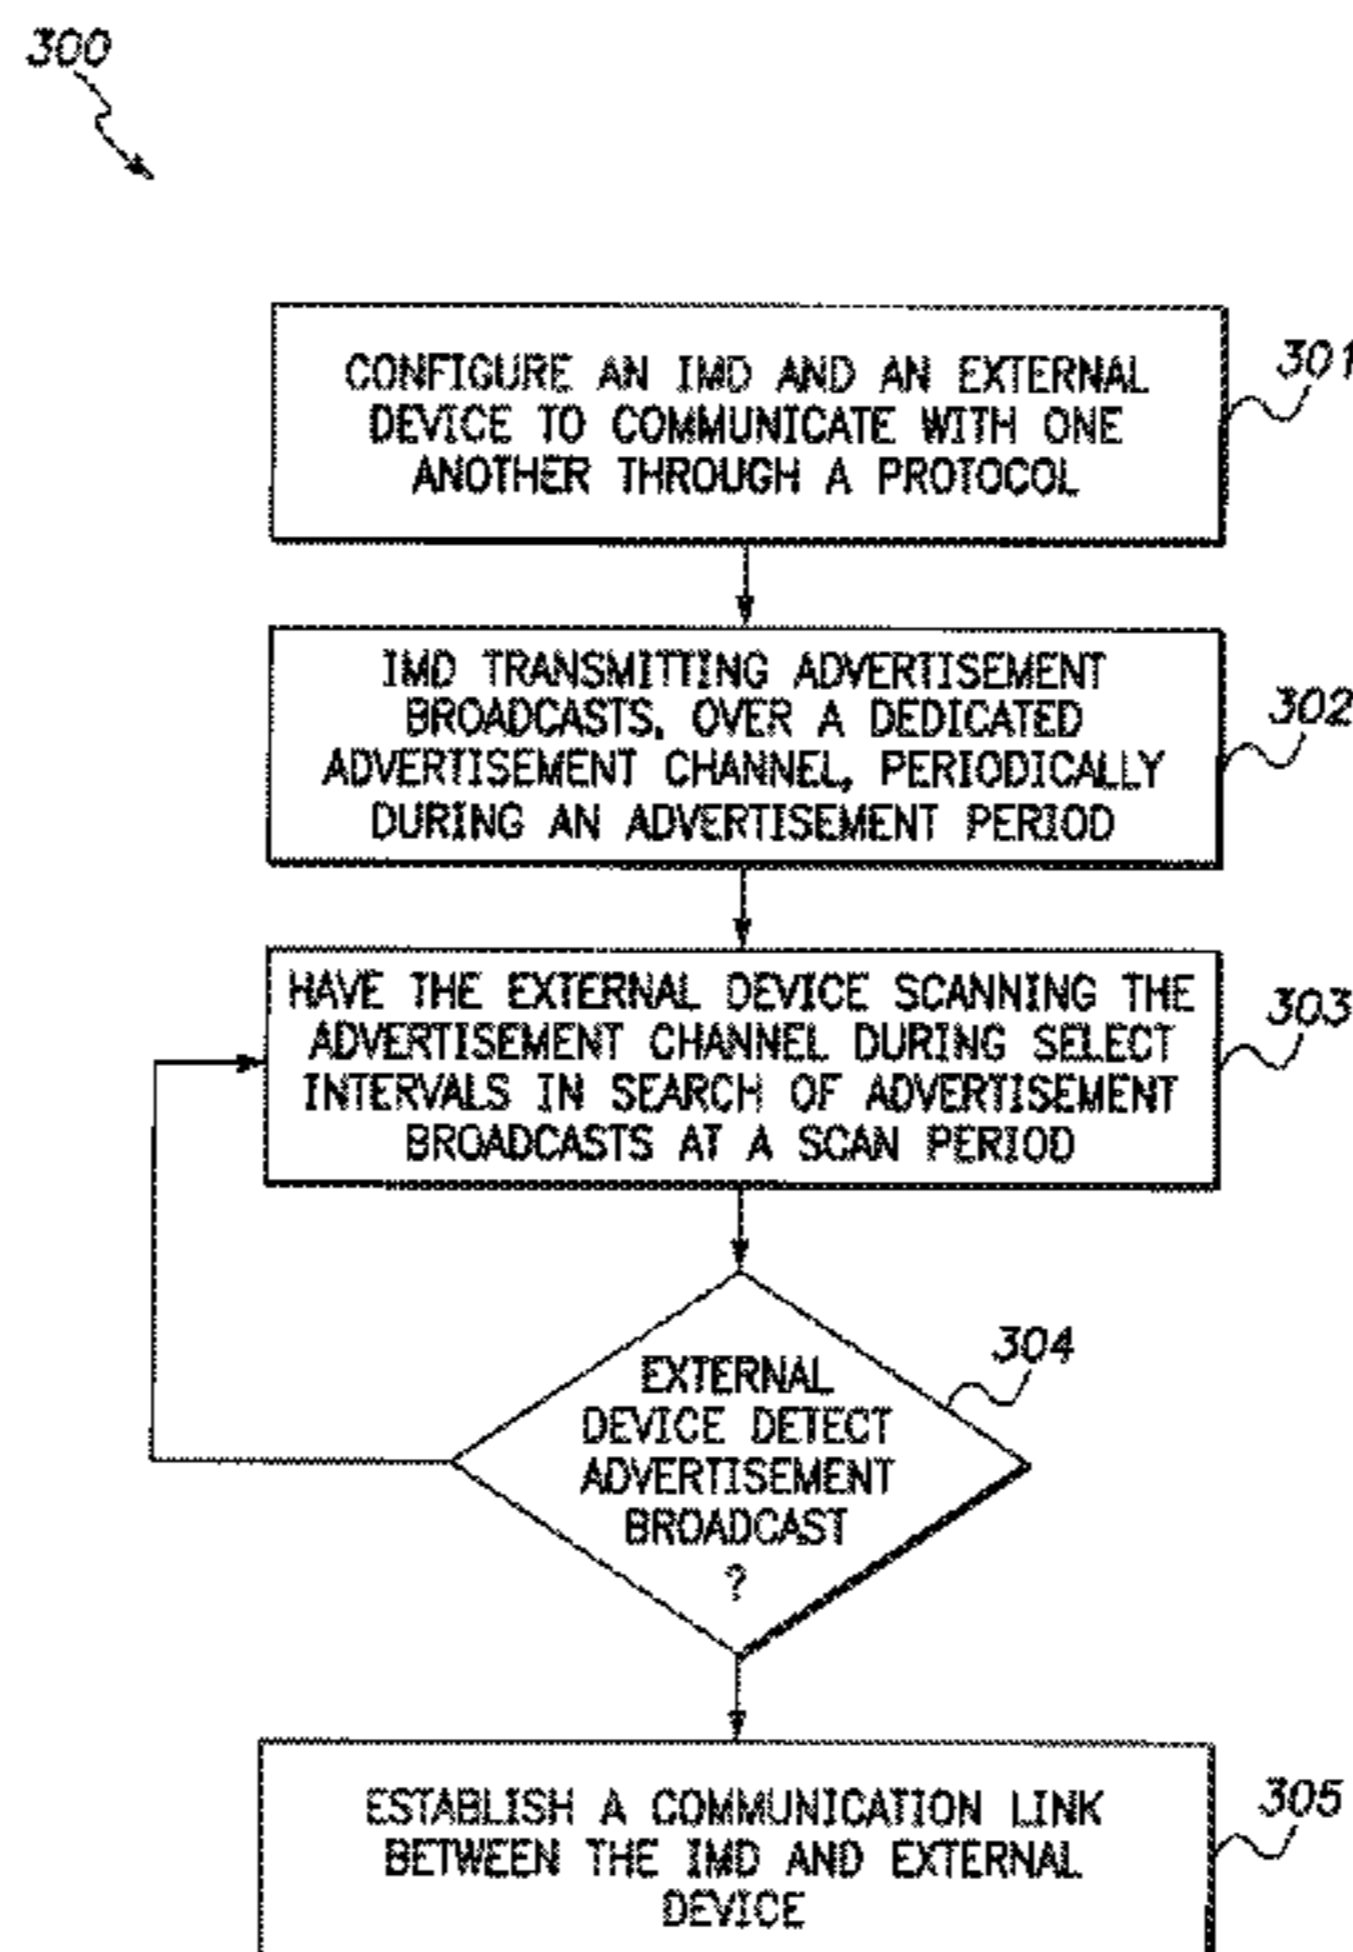 300
CONFIGURE AN IMD AND AN EXTERNAL
DEVICE TO COMMUNICATE WITH ONE
ANOTHER THROUGH A PROTOCOL
301
IMD TRANSMITTING ADVERTISEMENT
BROADCASTS, OVER A DEDICATED
ADVERTISEMENT CHANNEL, PERIODICALLY
DURING AN ADVERTISEMENT PERIOD
302
HAVE THE EXTERNAL DEVICE SCANNING THE
ADVERTISEMENT CHANNEL DURING SELECT
INTERVALS IN SEARCH OF ADVERTISEMENT
BROADCASTS AT A SCAN PERIOD
303
EXTERNAL
DEVICE DETECT
ADVERTISEMENT
BROADCAST
?
304
ESTABLISH A COMMUNICATION LINK
BETWEEN THE IMD AND EXTERNAL
DEVICE
305